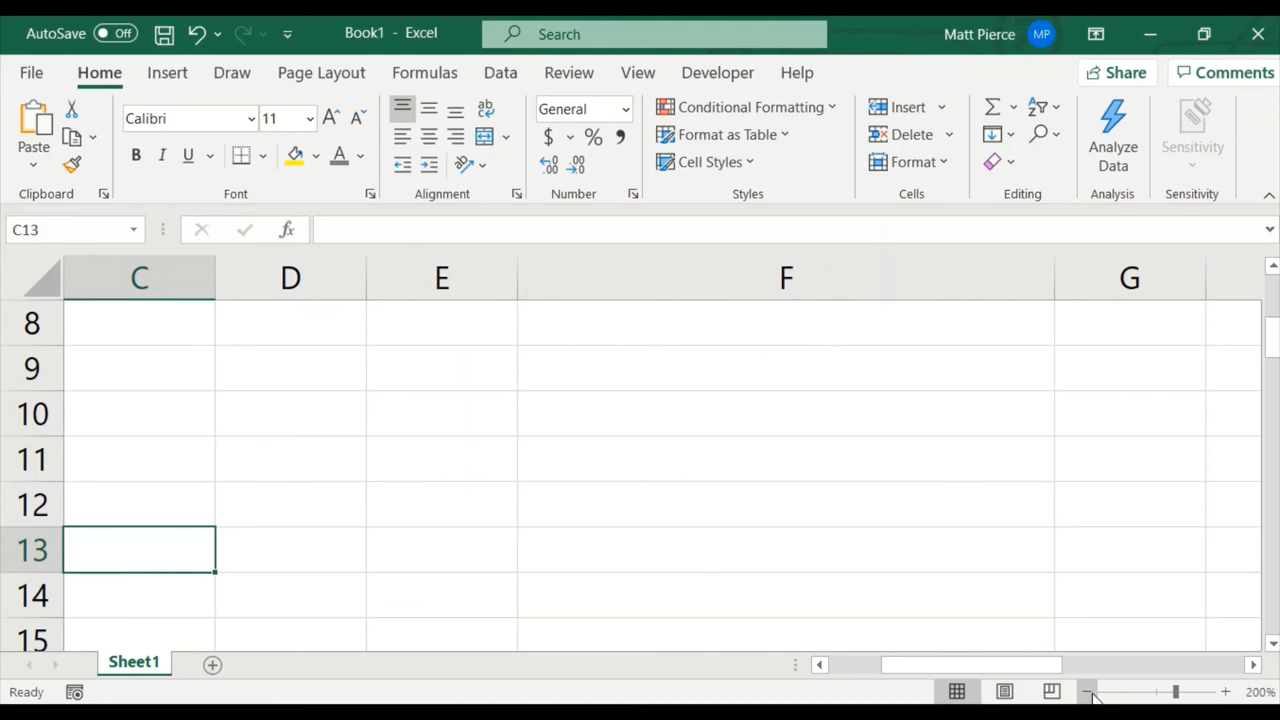 AutoSave Off Book1 - Excel Search Matt Pierce MP
File Home Insert Draw Page Layout Formulas Data Review View Developer Help Share Comments
Paste
Calibri 11
B I U A
ab c
General
$ % ,
Conditional Formatting
Format as Table
Cell Styles
Insert
Delete
Format
Analyze
Data
Sensitivity
Clipboard Font Alignment Number Styles Cells Editing Analysis Sensitivity
C13 fx
C D E F G
8
9
10
11
12
13
14
15
Sheet1
Ready 200%